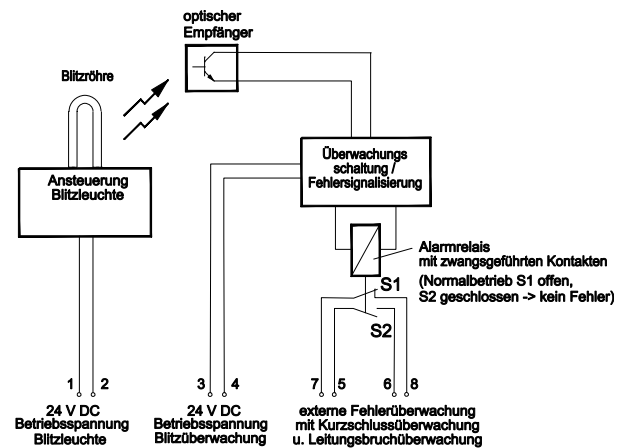 optischer
Empfänger
Blitzröhre
Überwachungs
schaltung /
Fehlersignalisierung
Ansteuerung
Blitzleuchte
Alarmrelais
mit zwangsgeführten Kontakten
(Normalbetrieb S1 offen,
S2 geschlossen -> kein Fehler)
S1
S2
1 2 3 4 7 5 6 8
24 V DC
Betriebsspannung
Blitzleuchte
24 V DC
Betriebsspannung
Blitzüberwachung
externe Fehlerüberwachung
mit Kurzschlussüberwachung
u. Leitungsbruchüberwachung